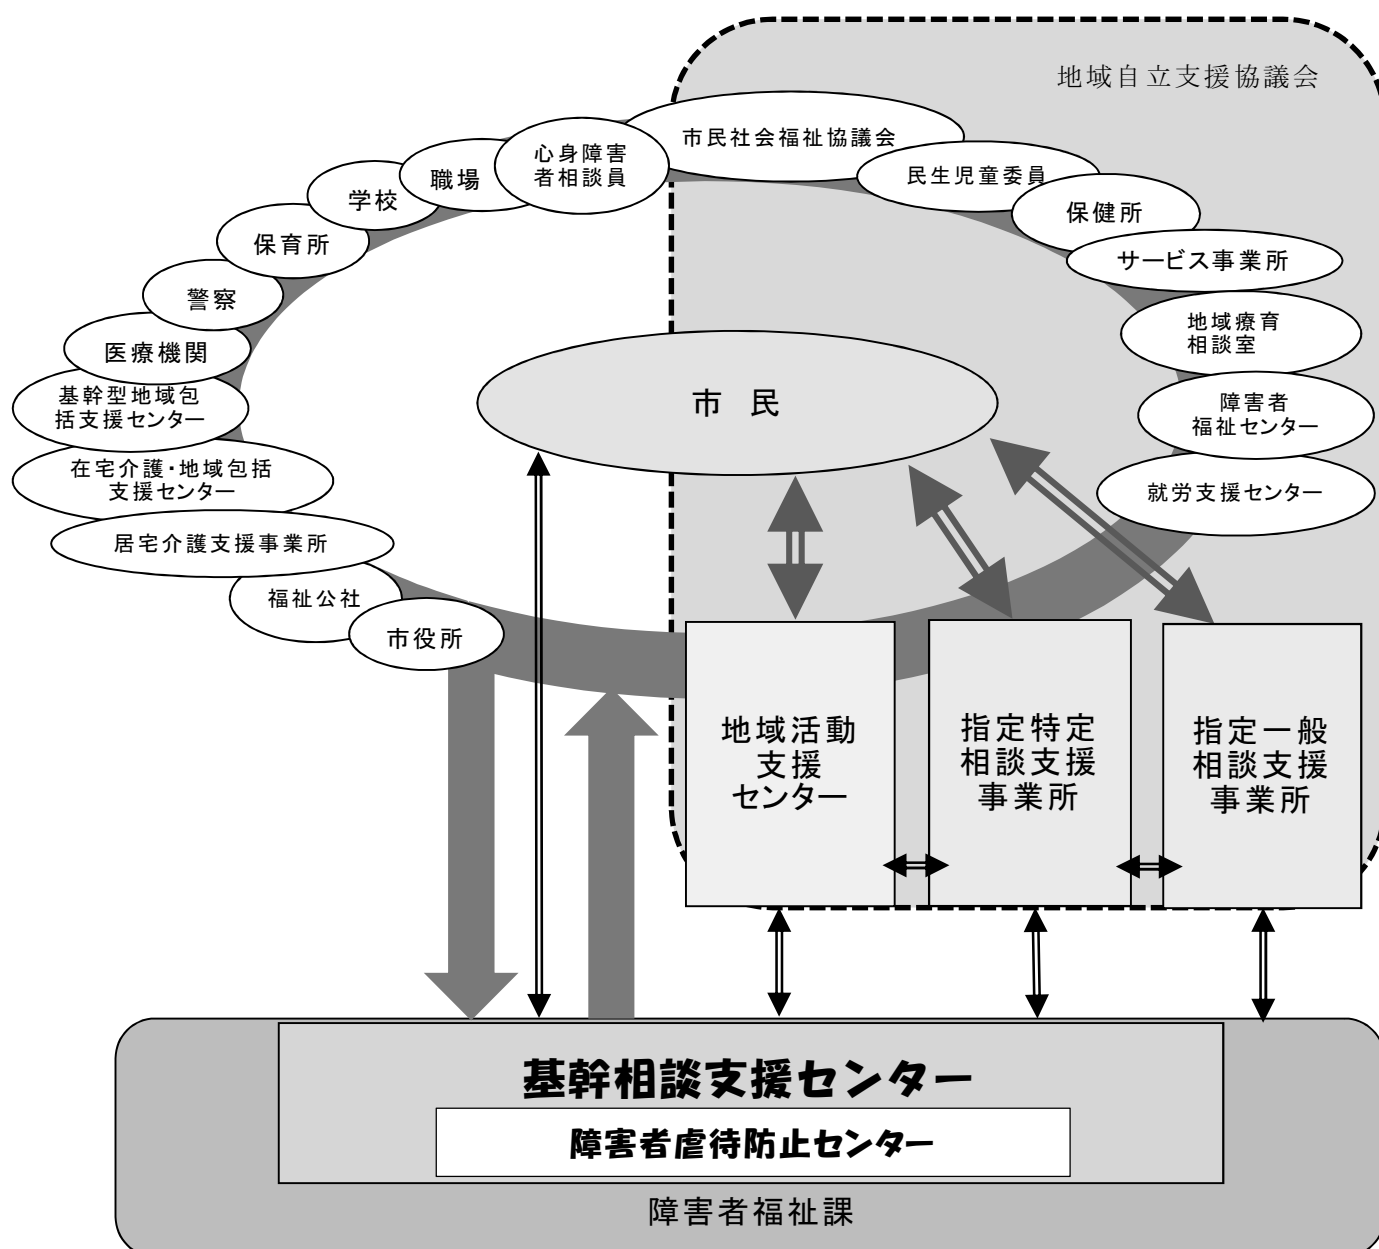 地域自立支援協議会
市民社会福祉協議会
心身障害
者相談員
民生児童委員
職場
学校
保健所
保育所
サービス事業所
警察
地域療育
相談室
医療機関
基幹型地域包
括支援センター
市 民
障害者
福祉センター
在宅介護・地域包括
支援センター
就労支援センター
居宅介護支援事業所
福祉公社
市役所
地域活動
支援
センター
指定特定
相談支援
事業所
指定一般
相談支援
事業所
基幹相談支援センター
障害者虐待防止センター
障害者福祉課